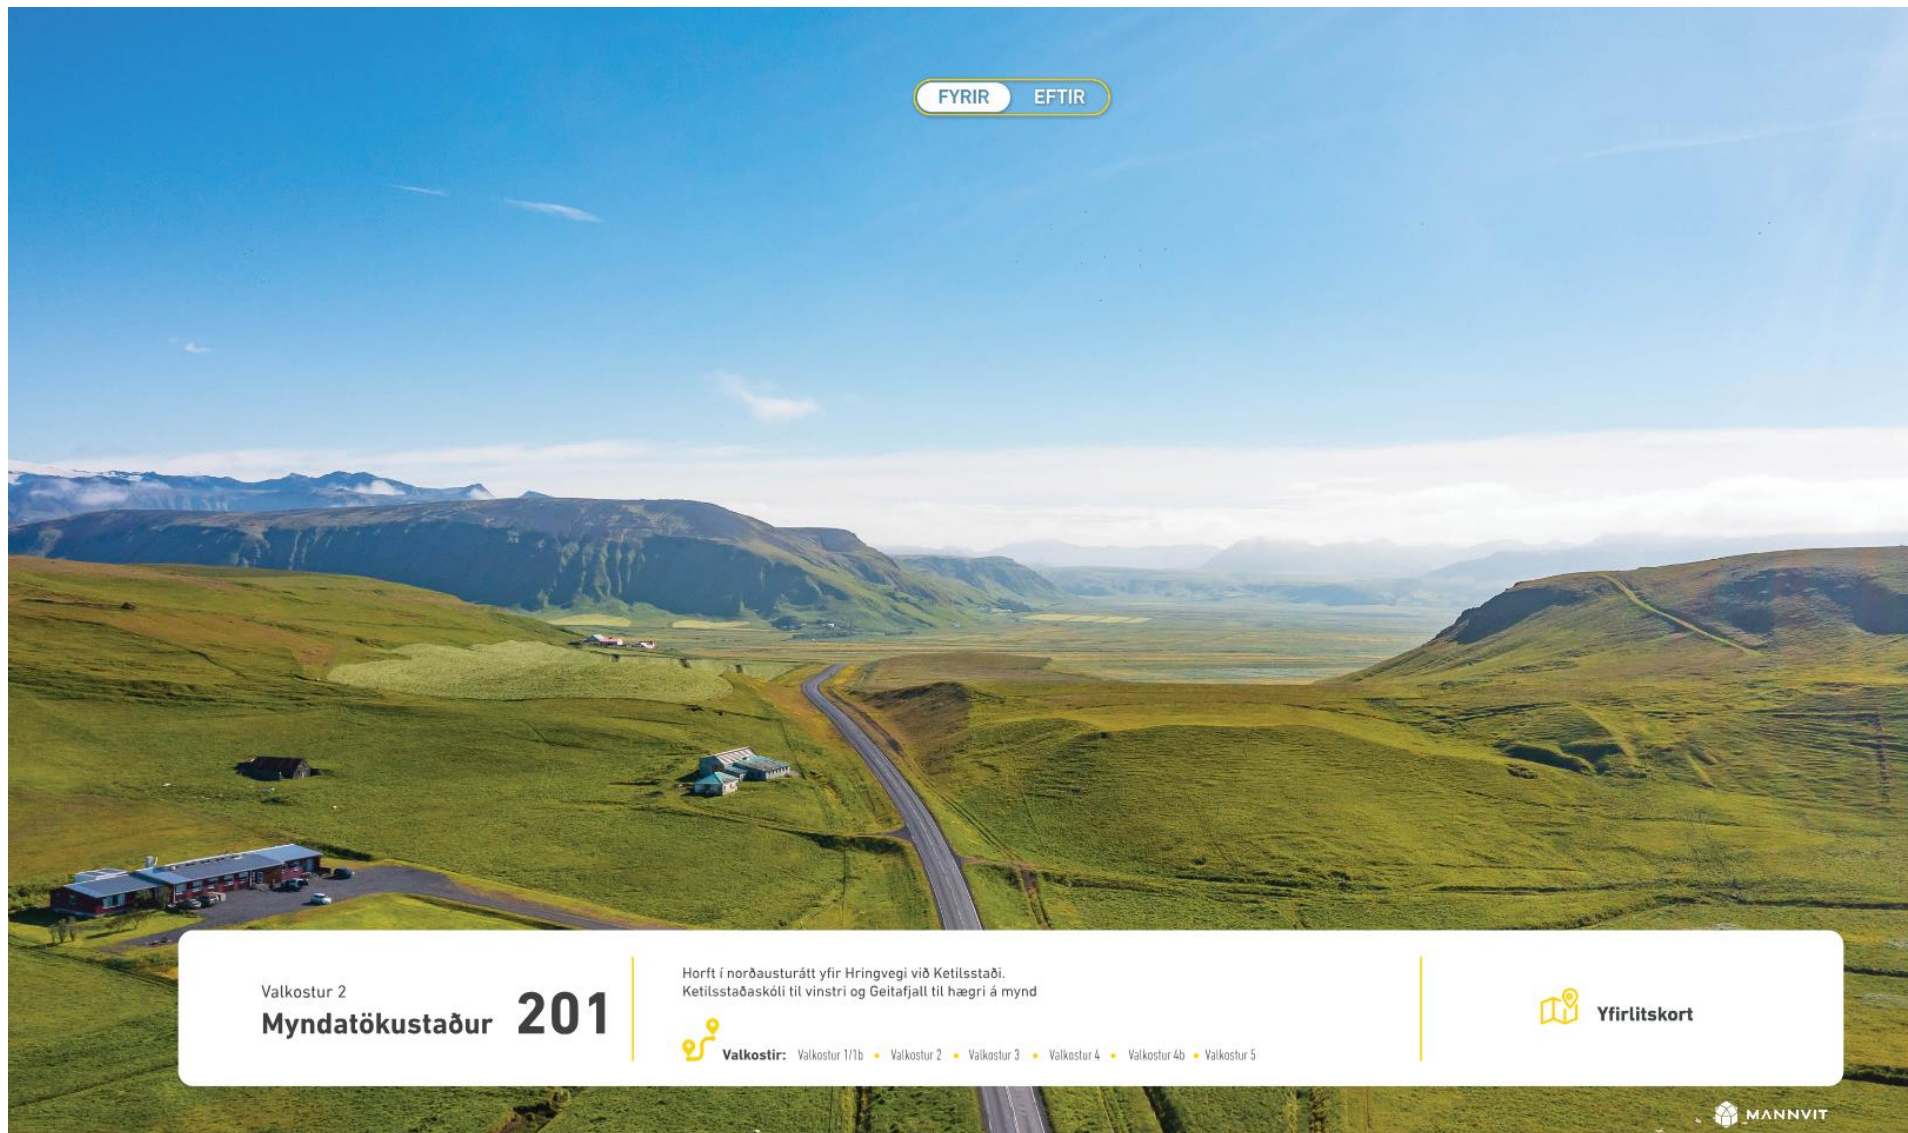 FYRIR EFTIR
Valkostur 2
Myndatökustaður 201
Horft í norðausturátt yfir Hringvegi við Ketilsstaði.
Ketilsstaðaskóli til vinstri og Geitafjall til hægri á mynd
Valkostir: Valkostur 1/1b • Valkostur 2 • Valkostur 3 • Valkostur 4 • Valkostur 4b • Valkostur 5
Yfirlitskort
MANNVIT